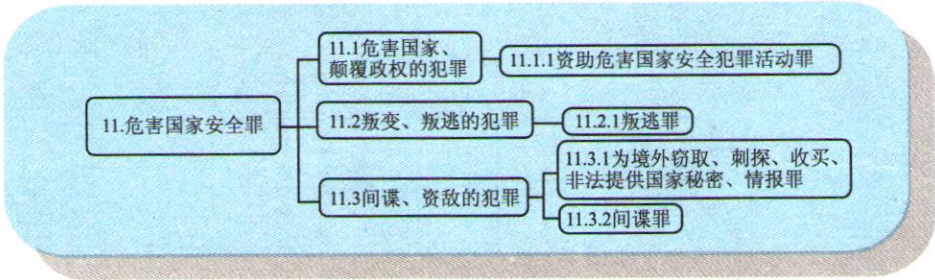 11.危害国家安全罪
11.1危害国家、
颠覆政权的犯罪
11.1.1资助危害国家安全犯罪活动罪
11.2叛变、叛逃的犯罪
11.2.1叛逃罪
11.3间谍、资敌的犯罪
11.3.1为境外窃取、刺探、收买、
非法提供国家秘密、情报罪
11.3.2间谍罪